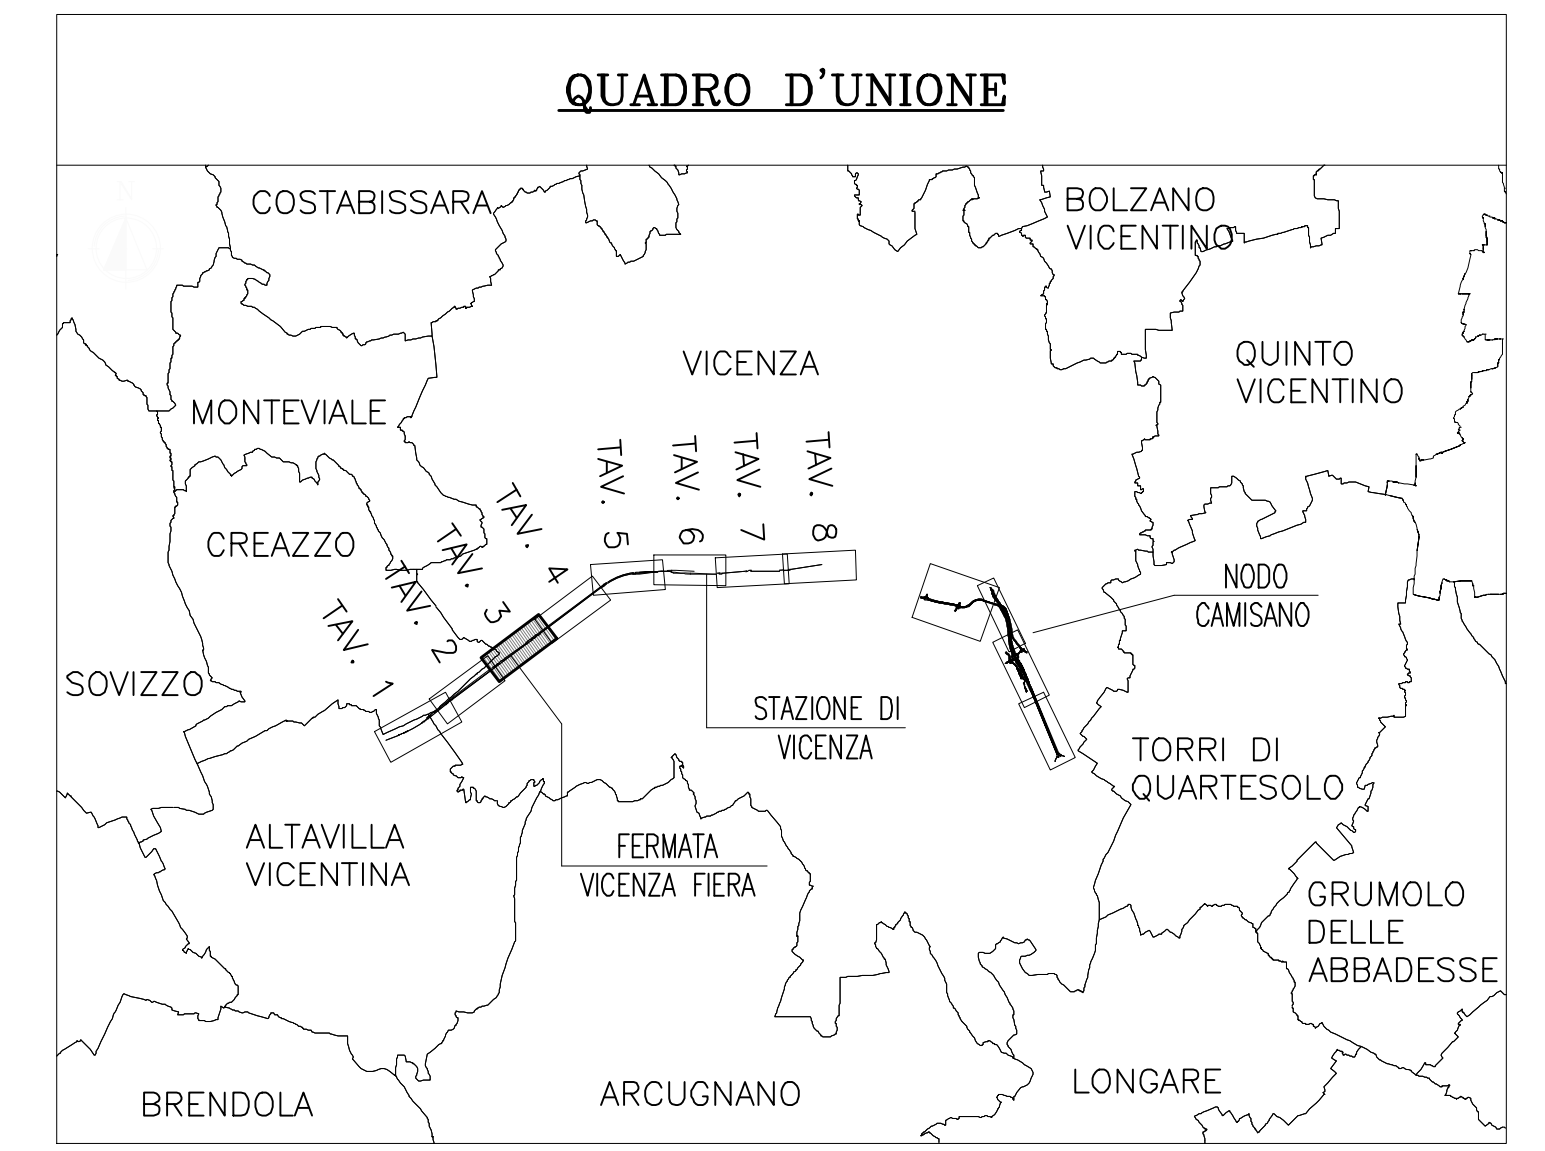 QUADRO D'UNIONE
N
COSTABISSARA
BOLZANO
VICENTINO
VICENZA
QUINTO
VICENTINO
MONTEVIALE
CREAZZO
TAV. 1
TAV. 2
TAV. 3
TAV. 4
TAV. 5
TAV. 6
TAV. 7
TAV. 8
NODO
CAMISANO
SOVIZZO
STAZIONE DI
VICENZA
TORRI DI
QUARTESOLO
ALTAVILLA
VICENTINA
FERMATA
VICENZA FIERA
GRUMOLO
DELLE
ABBADESSE
BRENDOLA
ARCUGNANO
LONGARE